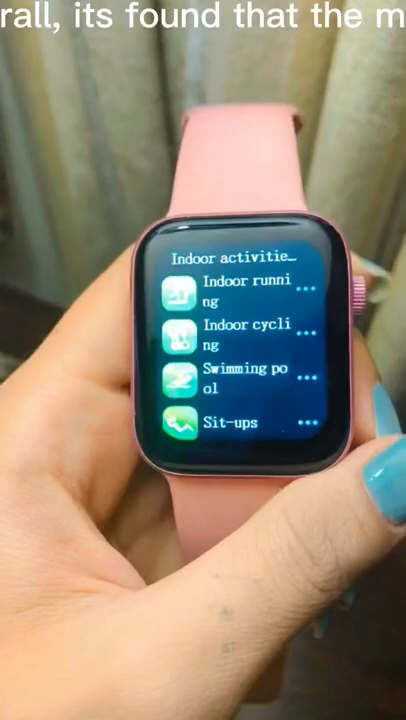 rall, its found that the m
Indoor activitie…
Indoor runni
ng
Indoor cycli
ng
Swimming po
ol
Sit-ups